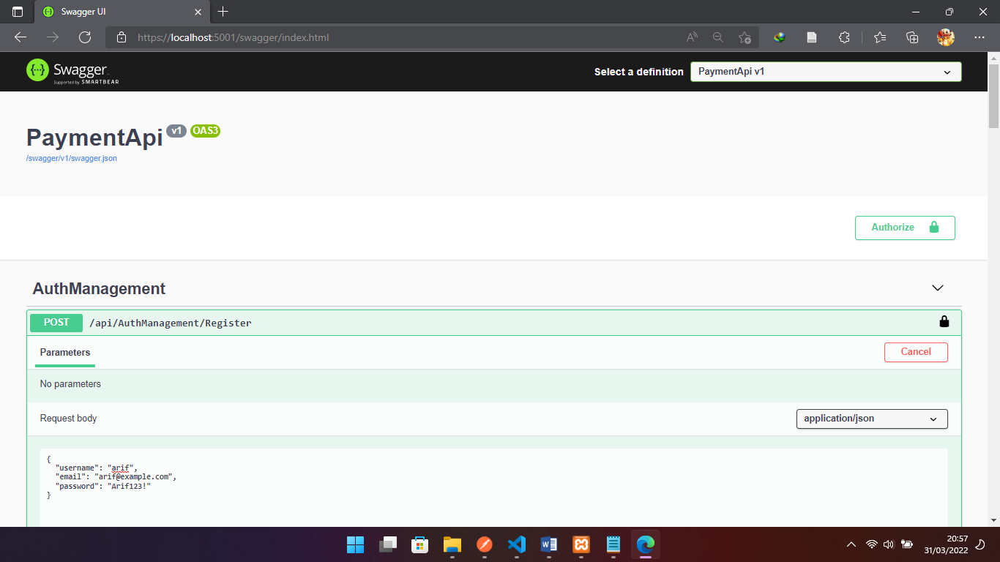 Swagger UI
https://localhost:5001/swagger/index.html
Swagger
Supported by SMARTBEAR
Select a definition
PaymentApi v1
PaymentApi v1 OAS3
/swagger/v1/swagger.json
Authorize
AuthManagement
POST /api/AuthManagement/Register
Parameters
Cancel
No parameters
Request body
application/json
{
"username": "arif",
"email": "arif@example.com",
"password": "Arif123!"
}
20:57
31/03/2022